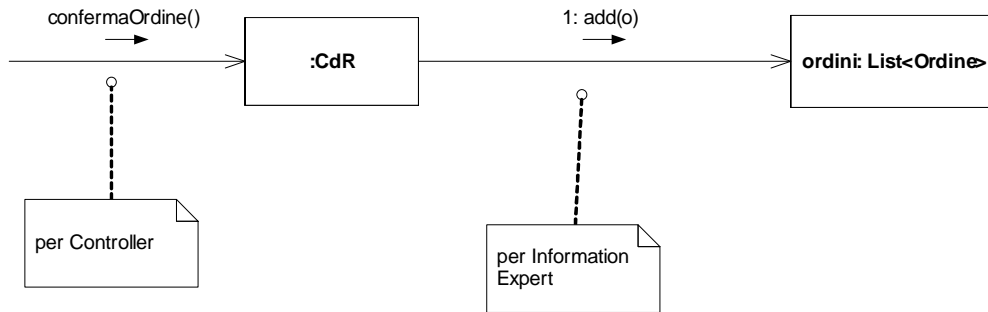 confermaOrdine()
1: add(o)
:CdR
ordini: List<Ordine>
per Controller
per Information
Expert